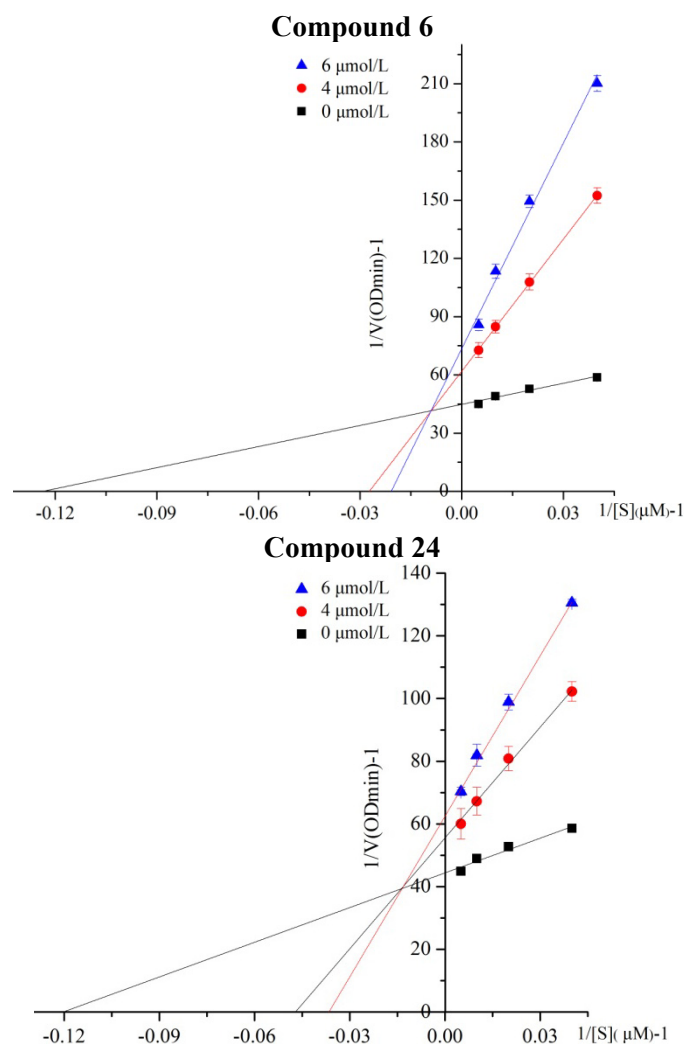 Compound 6
6 μmol/L
4 μmol/L
0 μmol/L
210
180
150
120
90
60
30
0
1/V(ODmin)-1
-0.12
-0.09
-0.06
-0.03
0.00
0.03
1/[S](μM)-1
Compound 24
6 μmol/L
4 μmol/L
0 μmol/L
140
120
100
80
60
40
20
0
1/V(ODmin)-1
-0.12
-0.09
-0.06
-0.03
0.00
0.03
1/[S]( μM)-1